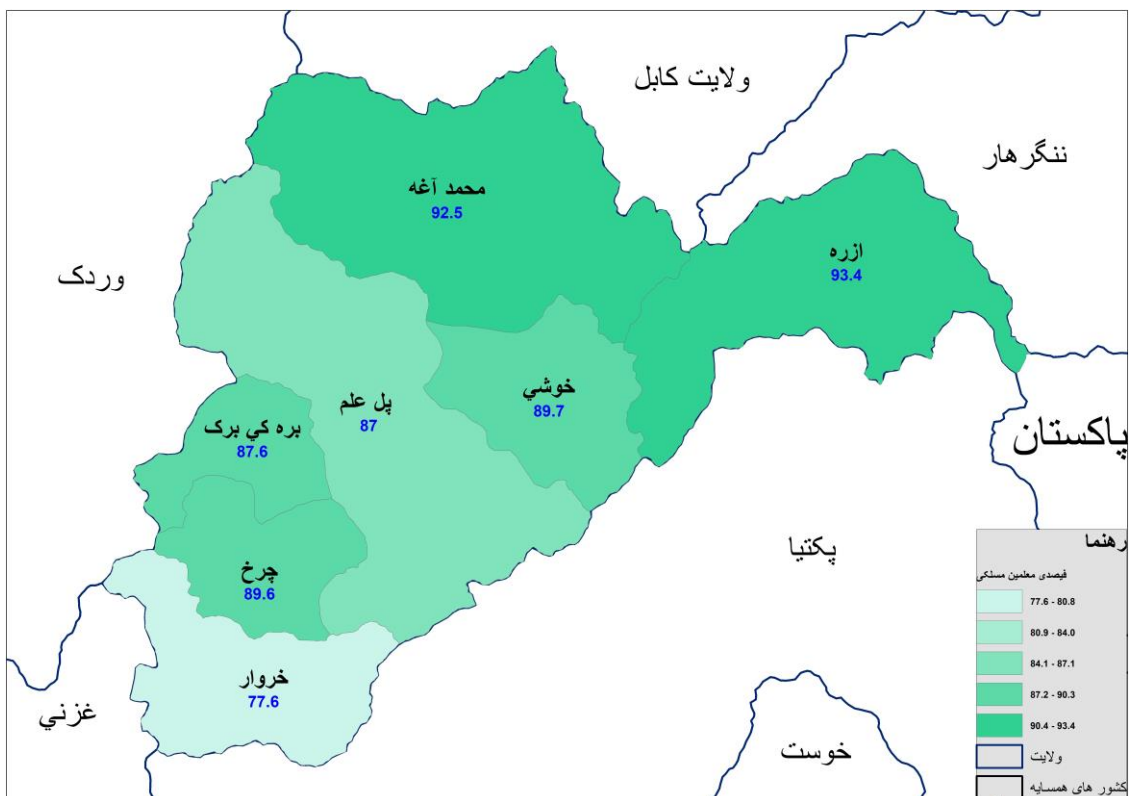 ولایت کابل
ننگرهار
محمد آغه
92.5
ازره
93.4
وردک
خوشي
89.7
پل علم
87
بره کي برک
87.6
پاکستان
پکتیا
چرخ
89.6
خروار
77.6
غزني
خوست
رهنما
فیصدی معلمین مسلکی
77.6 - 80.8
80.9 - 84.0
84.1 - 87.1
87.2 - 90.3
90.4 - 93.4
ولایت
کشور های همسایه